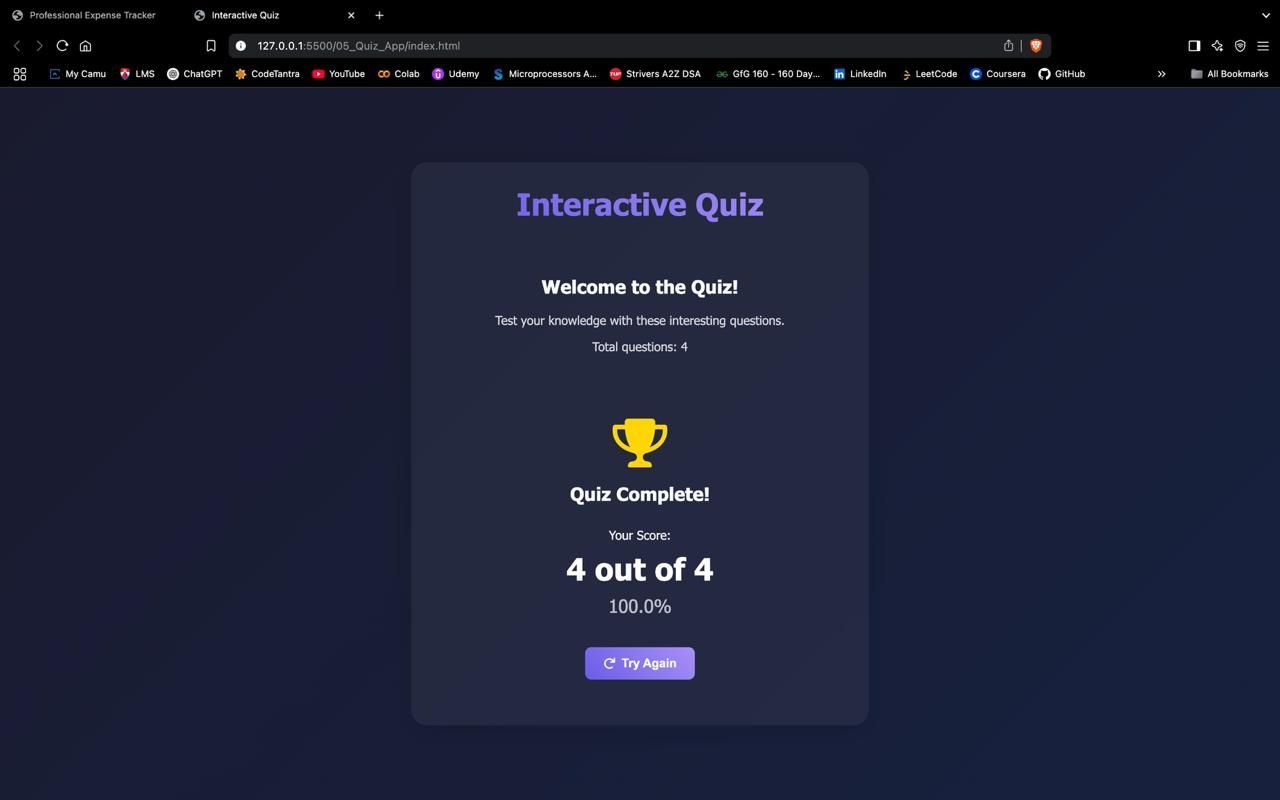 Professional Expense Tracker
Interactive Quiz
127.0.0.1:5500/05_Quiz_App/index.html
My Camu
LMS
ChatGPT
CodeTantra
YouTube
Colab
Udemy
Microprocessors A...
Strivers A2Z DSA
GfG 160 - 160 Day...
LinkedIn
LeetCode
Coursera
GitHub
All Bookmarks
Interactive Quiz
Welcome to the Quiz!
Test your knowledge with these interesting questions.
Total questions: 4
Quiz Complete!
Your Score:
4 out of 4
100.0%
Try Again